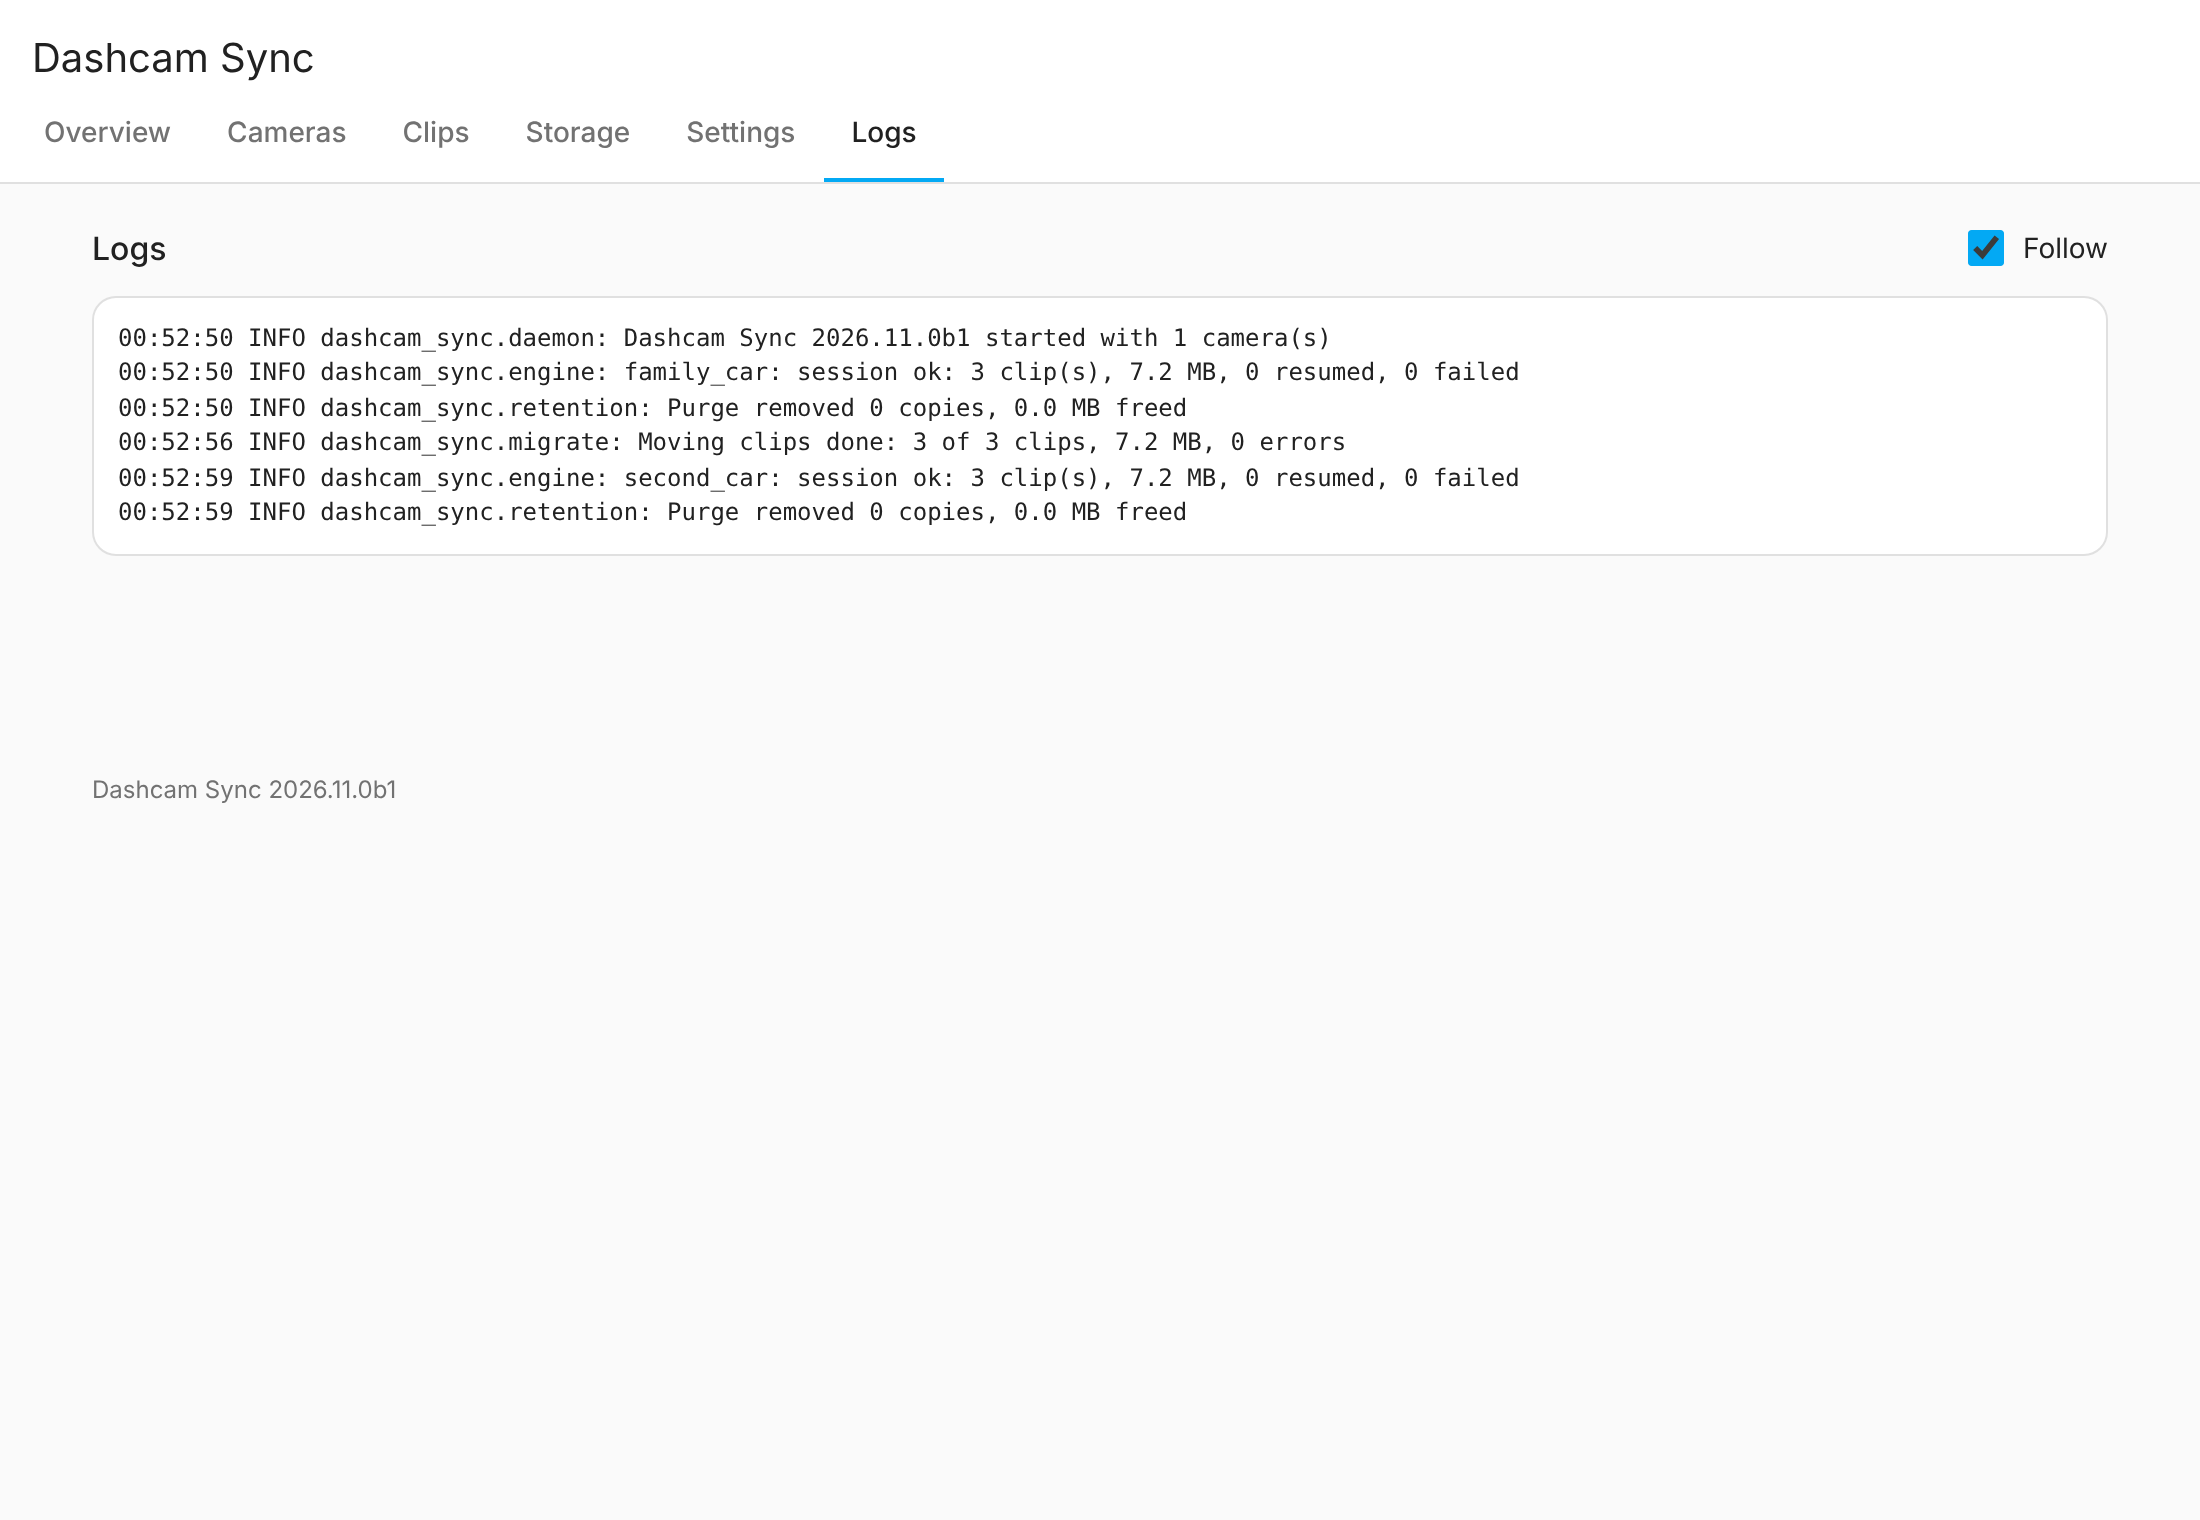 Dashcam Sync
Overview Cameras Clips Storage Settings Logs
Logs Follow
00:52:50 INFO dashcam_sync.daemon: Dashcam Sync 2026.11.0b1 started with 1 camera(s)
00:52:50 INFO dashcam_sync.engine: family_car: session ok: 3 clip(s), 7.2 MB, 0 resumed, 0 failed
00:52:50 INFO dashcam_sync.retention: Purge removed 0 copies, 0.0 MB freed
00:52:56 INFO dashcam_sync.migrate: Moving clips done: 3 of 3 clips, 7.2 MB, 0 errors
00:52:59 INFO dashcam_sync.engine: second_car: session ok: 3 clip(s), 7.2 MB, 0 resumed, 0 failed
00:52:59 INFO dashcam_sync.retention: Purge removed 0 copies, 0.0 MB freed
Dashcam Sync 2026.11.0b1